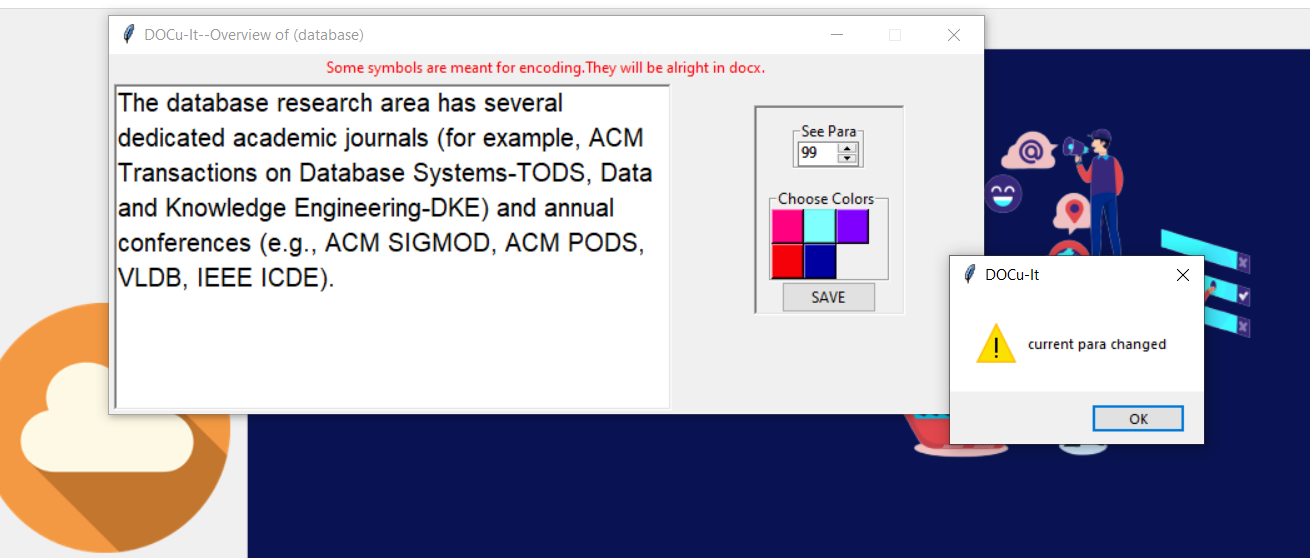 DOCu-It--Overview of (database)
Some symbols are meant for encoding.They will be alright in docx.
The database research area has several
dedicated academic journals (for example, ACM
Transactions on Database Systems-TODS, Data
and Knowledge Engineering-DKE) and annual
conferences (e.g., ACM SIGMOD, ACM PODS,
VLDB, IEEE ICDE).
See Para
99
Choose Colors
SAVE
@
DOCu-It
current para changed
OK